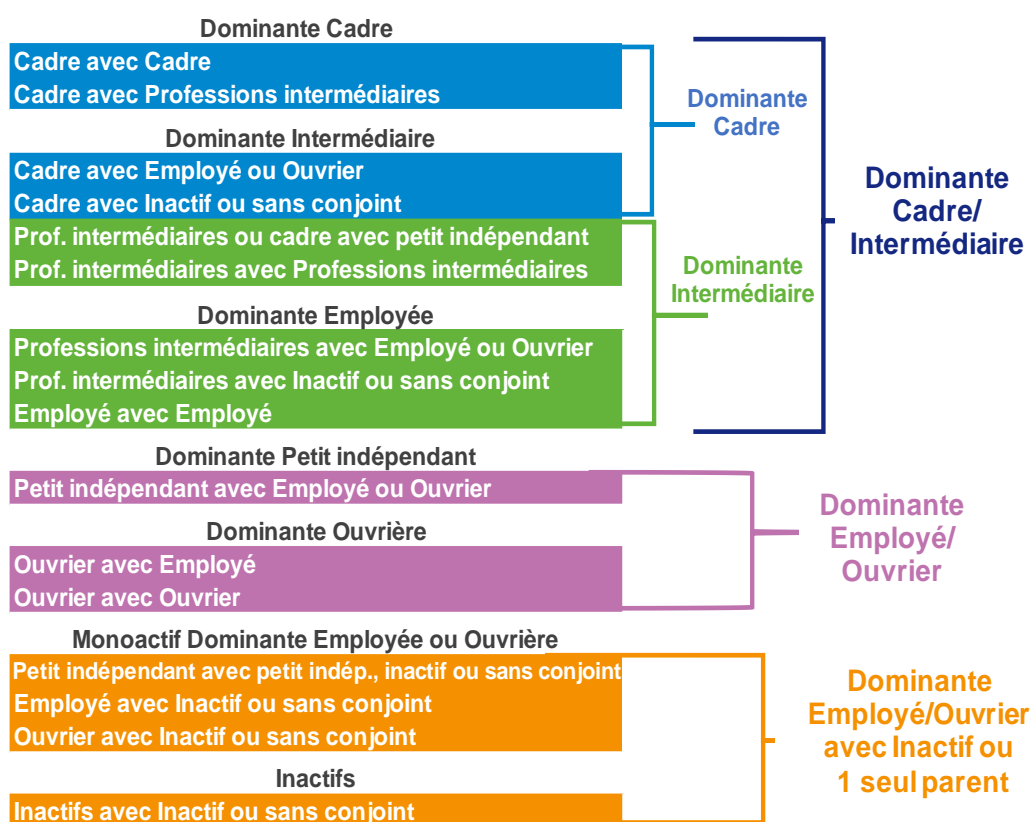 Dominante Cadre
Cadre avec Cadre
Cadre avec Professions intermédiaires
Dominante Intermédiaire
Cadre avec Employé ou Ouvrier
Cadre avec Inactif ou sans conjoint
Prof. intermédiaires ou cadre avec petit indépendant
Prof. intermédiaires avec Professions intermédiaires
Dominante Employée
Professions intermédiaires avec Employé ou Ouvrier
Prof. intermédiaires avec Inactif ou sans conjoint
Employé avec Employé
Dominante Petit indépendant
Petit indépendant avec Employé ou Ouvrier
Dominante Ouvrière
Ouvrier avec Employé
Ouvrier avec Ouvrier
Monoactif Dominante Employée ou Ouvrière
Petit indépendant avec petit indép., inactif ou sans conjoint
Employé avec Inactif ou sans conjoint
Ouvrier avec Inactif ou sans conjoint
Inactifs
Inactifs avec Inactif ou sans conjoint
Dominante
Cadre
Dominante
Intermédiaire
Dominante
Cadre/
Intermédiaire
Dominante
Employé/
Ouvrier
Dominante
Employé/Ouvrier
avec Inactif ou
1 seul parent